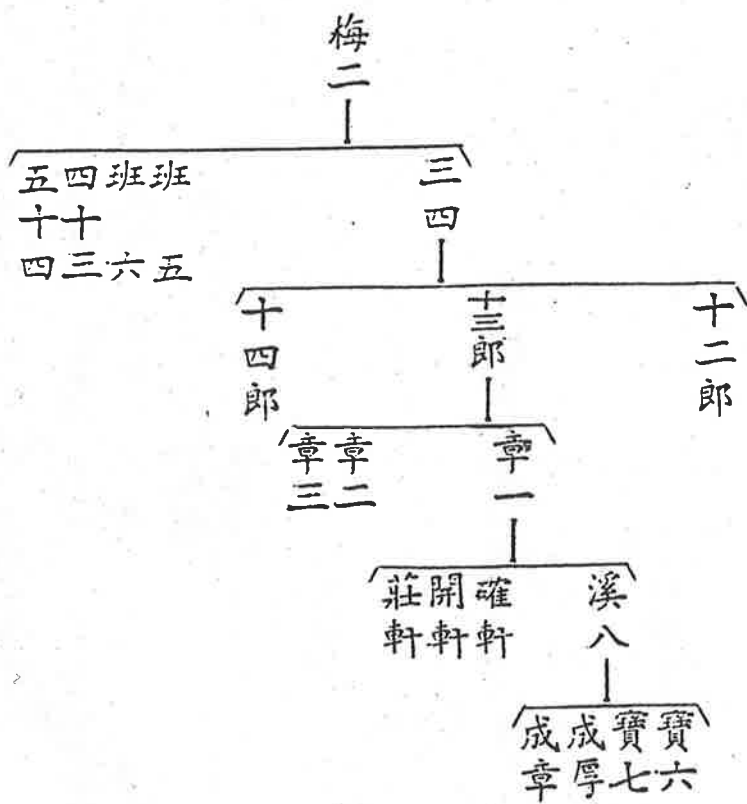 梅二
三四
班五
班六
四十三
五十四
十二郎
十三郎
十四郎
章一
章二
章三
溪八
確軒
開軒
莊軒
寶六
寶七
成厚
成章